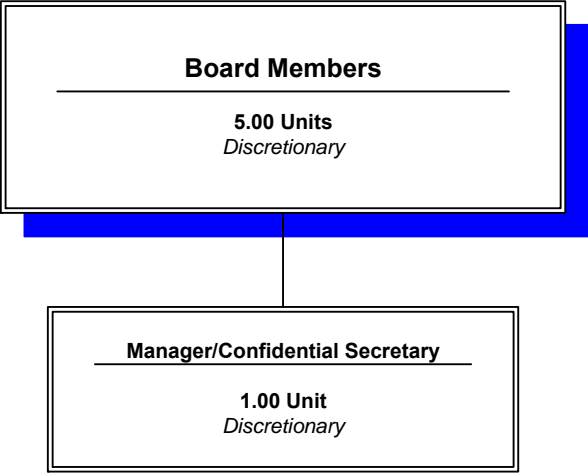 Board Members
5.00 Units
Discretionary
Manager/Confidential Secretary
1.00 Unit
Discretionary